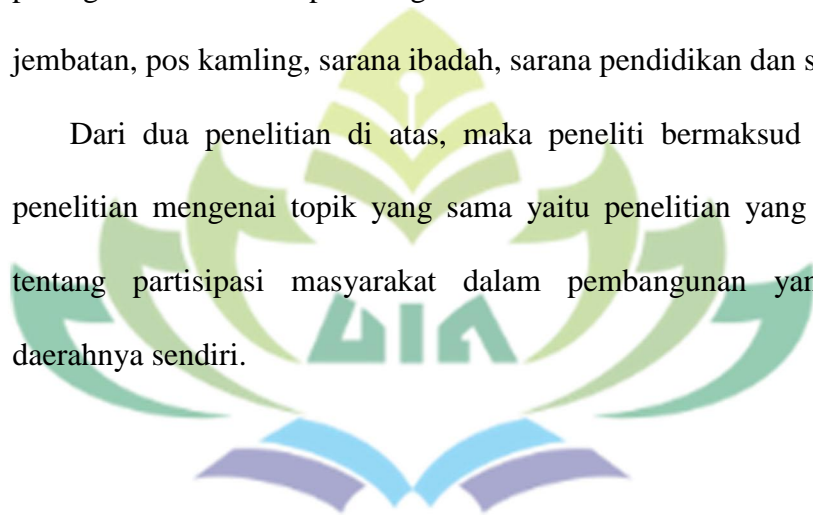 jembatan, pos kamling, sarana ibadah, sarana pendidikan dan
Dari dua penelitian di atas, maka peneliti bermaksud
penelitian mengenai topik yang sama yaitu penelitian yang
tentang partisipasi masyarakat dalam pembangunan
daerahnya sendiri.
UIN